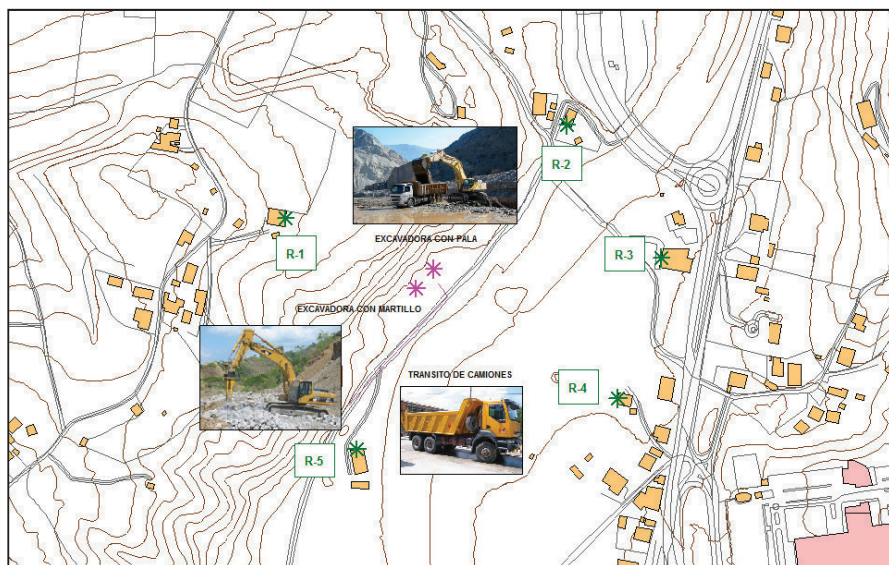 R-2
EXCAVADORA CON PALA
R-1
R-3
EXCAVADORA CON MARTILLO
TRANSITO DE CAMIONES
R-4
R-5